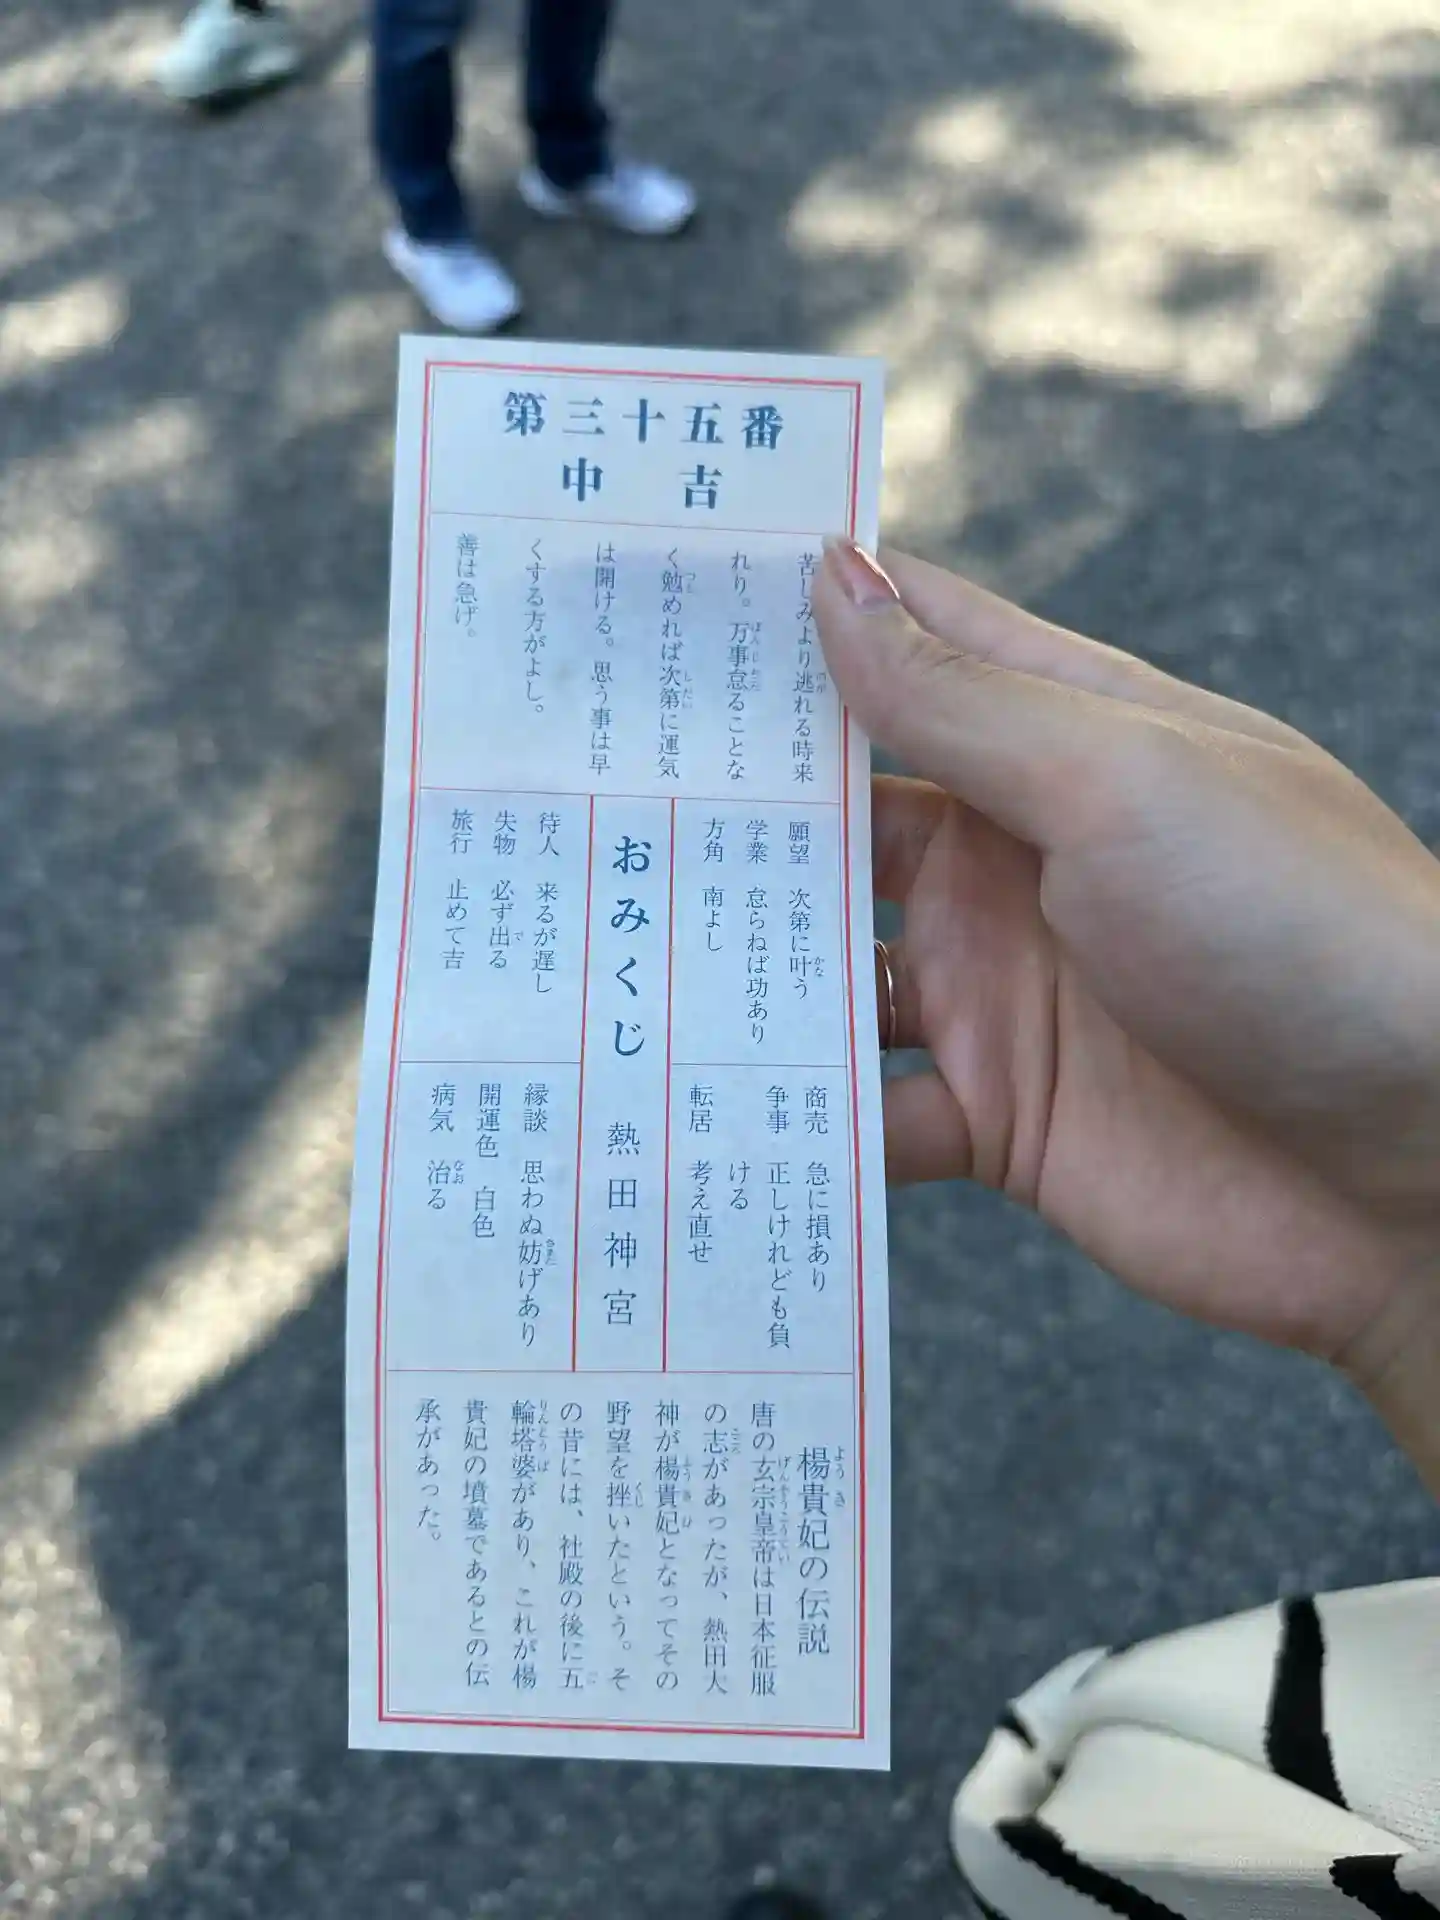 第三十五番
中吉
苦しみより逃れる時来
れり。万事怠ることな
く勉めれば次第に運気
は開ける。思う事は早
くする方がよし。
善は急げ。
願望 次第に叶う
学業 怠らねば功あり
方角 南よし
商売 急に損あり
争事 正しけれども負
ける
転居 考え直せ
おみくじ 熱田神宮
待人 来るが遅し
失物 必ず出る
旅行 止めて吉
縁談 思わぬ妨げあり
開運色 白色
病気 治る
楊貴妃の伝説
唐の玄宗皇帝は日本征服
の志があったが、熱田大
神が楊貴妃となってその
野望を挫いたという。そ
の昔には、社殿の後に五
輪塔婆があり、これが楊
貴妃の墳墓であるとの伝
承があった。